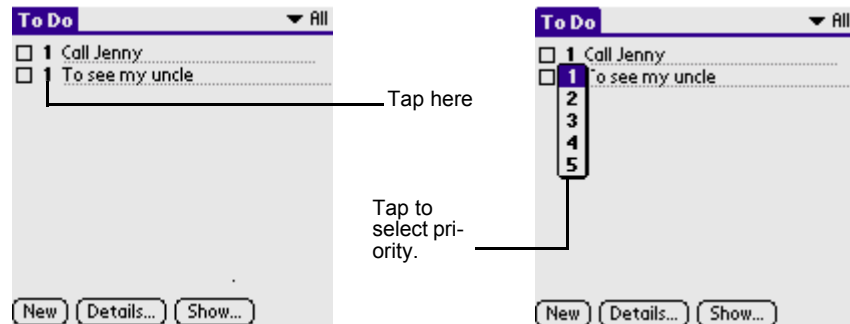 To Do
All
1 Call Jenny
1 To see my uncle
New Details... Show...
Tap here
Tap to
select pri-
ority.
To Do
All
1 Call Jenny
1 o see my uncle
2
3
4
5
New Details... Show...